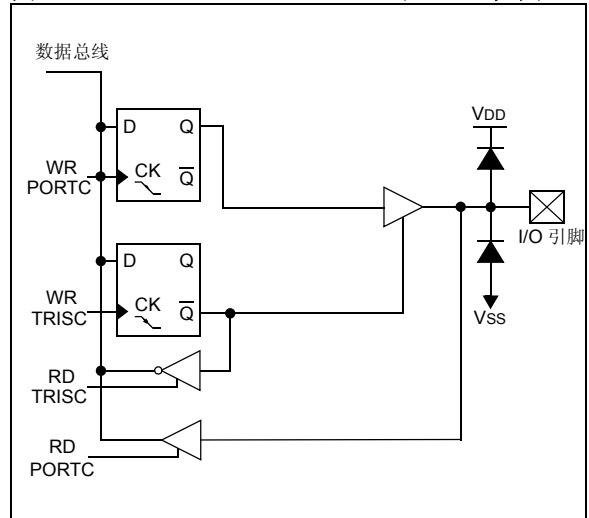 数据总线
D Q
WR
PORTC
CK Q
VDD
I/O 引脚
D Q
WR
TRISC
CK Q
VSS
RD
TRISC
RD
PORTC